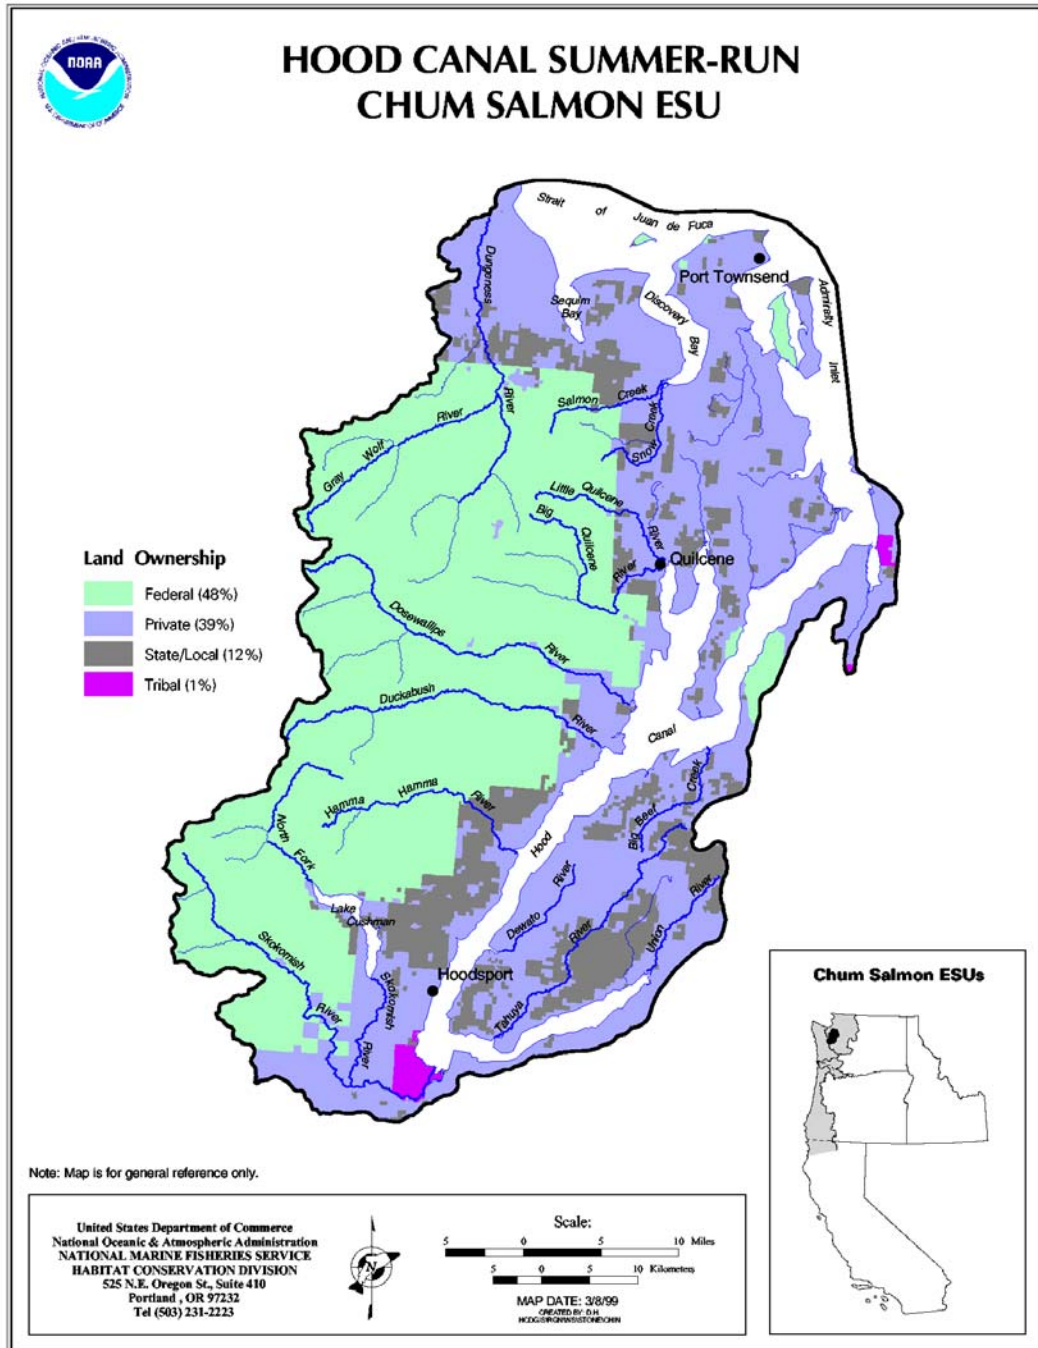 NOAA
HOOD CANAL SUMMER-RUN
CHUM SALMON ESU
Strait of Juan de Fuca
Port Townsend
Admiralty Inlet
Dungeness River
Sequim
Bay
Discovery Bay
Salmon Creek
Snow Creek
Gray Wolf River
Little Quilcene River
Big Quilcene River
Quilcene
Land Ownership
Federal (48%)
Private (39%)
State/Local (12%)
Tribal (1%)
Dosewallips River
Duckabush River
Hood Canal
Hamma Hamma River
Big Beef Creek
North Fork Skokomish River
Lake
Cushman
Dewato River
Tahuya River
Union River
Skokomish River
Hoodsport
Chum Salmon ESUs
Note: Map is for general reference only.
United States Department of Commerce
National Oceanic & Atmospheric Administration
NATIONAL MARINE FISHERIES SERVICE
HABITAT CONSERVATION DIVISION
525 N.E. Oregon St., Suite 410
Portland , OR 97232
Tel (503) 231-2223
N
Scale:
5 0 5 10 Miles
5 0 5 10 Kilometers
MAP DATE: 3/8/99
CREATED BY: D.H.